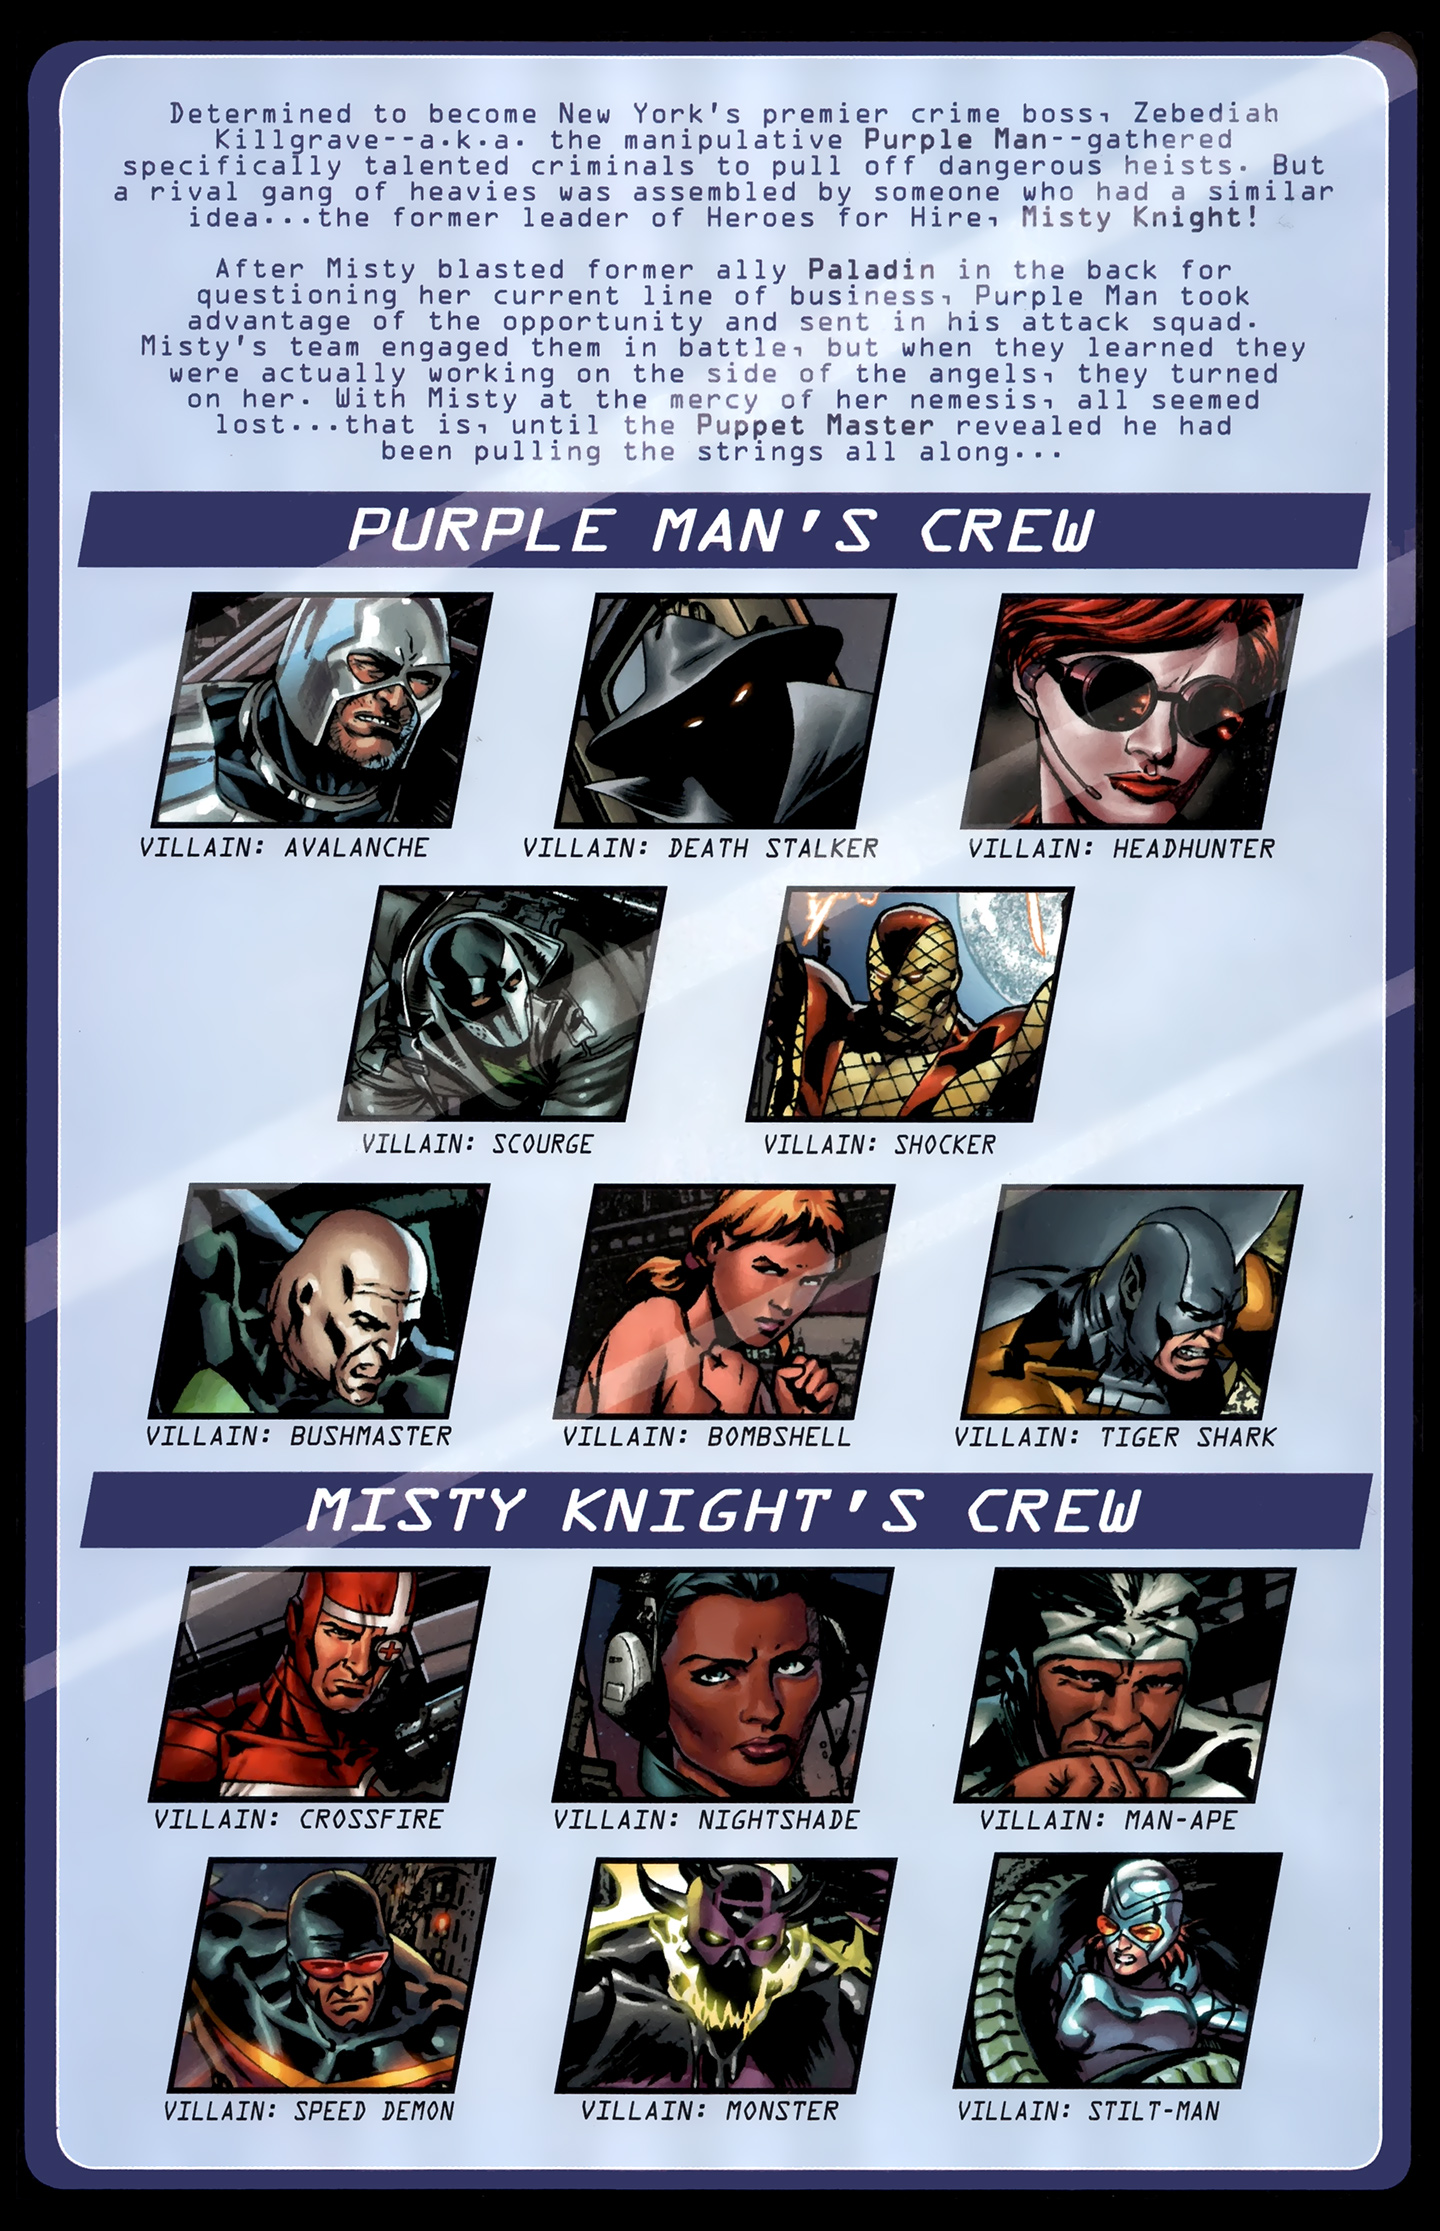 Determined to become New York's premier crime boss, Zebediah
Killgrave--a.k.a. the manipulative Purple Man--gathered
specifically talented criminals to pull off dangerous heists. But
a rival gang of heavies was assembled by someone who had a similar
idea...the former leader of Heroes for Hire, Misty Knight!
After Misty blasted former ally Paladin in the back for
questioning her current line of business, Purple Man took
advantage of the opportunity and sent in his attack squad.
Misty's team engaged them in battle, but when they learned they
were actually working on the side of the angels, they turned
on her. With Misty at the mercy of her nemesis, all seemed
lost...that is, until the Puppet Master revealed he had
been pulling the strings all along...
PURPLE MAN'S CREW
VILLAIN: AVALANCHE
VILLAIN: DEATH STALKER
VILLAIN: HEADHUNTER
VILLAIN: SCOURGE
VILLAIN: SHOCKER
VILLAIN: BUSHMASTER
VILLAIN: BOMBSHELL
VILLAIN: TIGER SHARK
MISTY KNIGHT'S CREW
VILLAIN: CROSSFIRE
VILLAIN: NIGHTSHADE
VILLAIN: MAN-APE
VILLAIN: SPEED DEMON
VILLAIN: MONSTER
VILLAIN: STILT-MAN